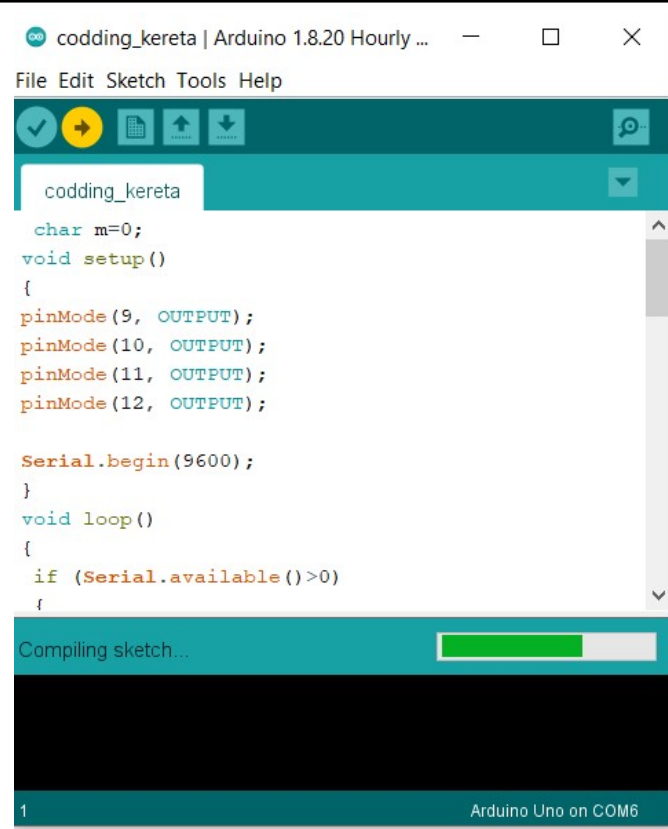 codding_kereta | Arduino 1.8.20 Hourly ...
File Edit Sketch Tools Help
codding_kereta
char m=0;
void setup()
{
pinMode(9, OUTPUT);
pinMode(10, OUTPUT);
pinMode(11, OUTPUT);
pinMode(12, OUTPUT);
Serial.begin(9600);
}
void loop()
{
if (Serial.available()>0)
{
Compiling sketch...
1 Arduino Uno on COM6